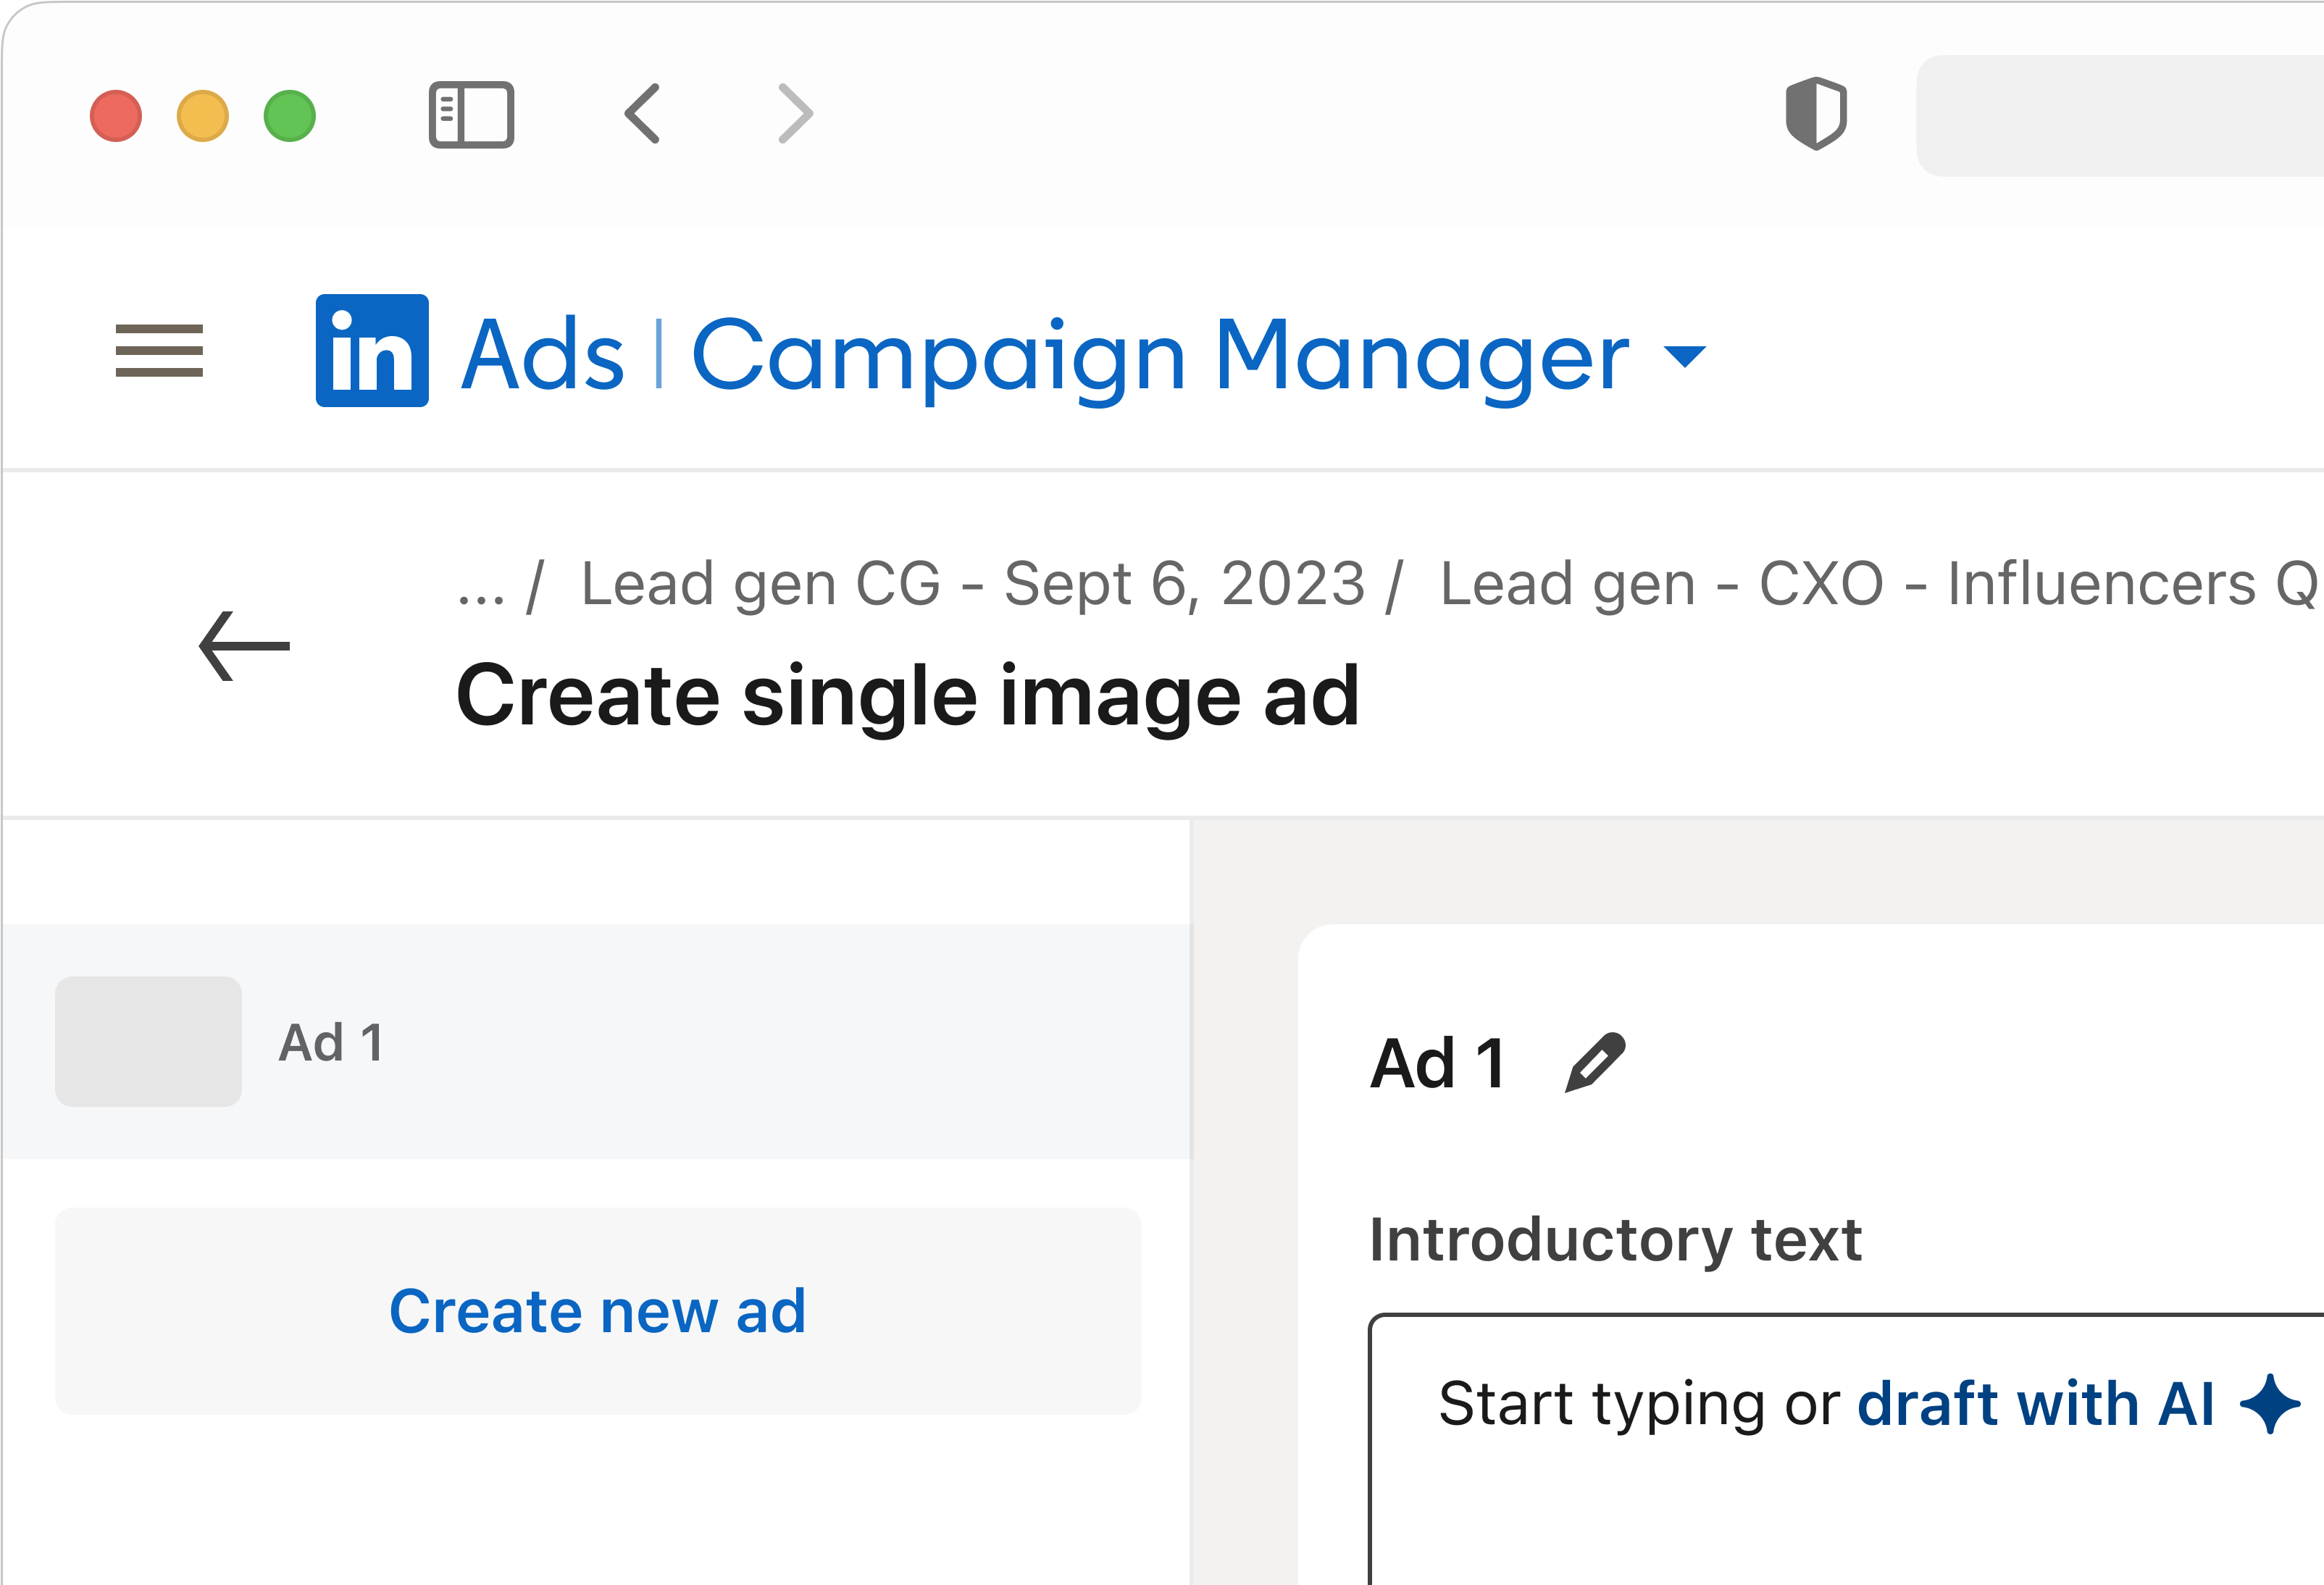 in Ads | Campaign Manager
... / Lead gen CG - Sept 6, 2023 / Lead gen - CXO - Influencers Q
Create single image ad
Ad 1
Create new ad
Ad 1
Introductory text
Start typing or draft with AI